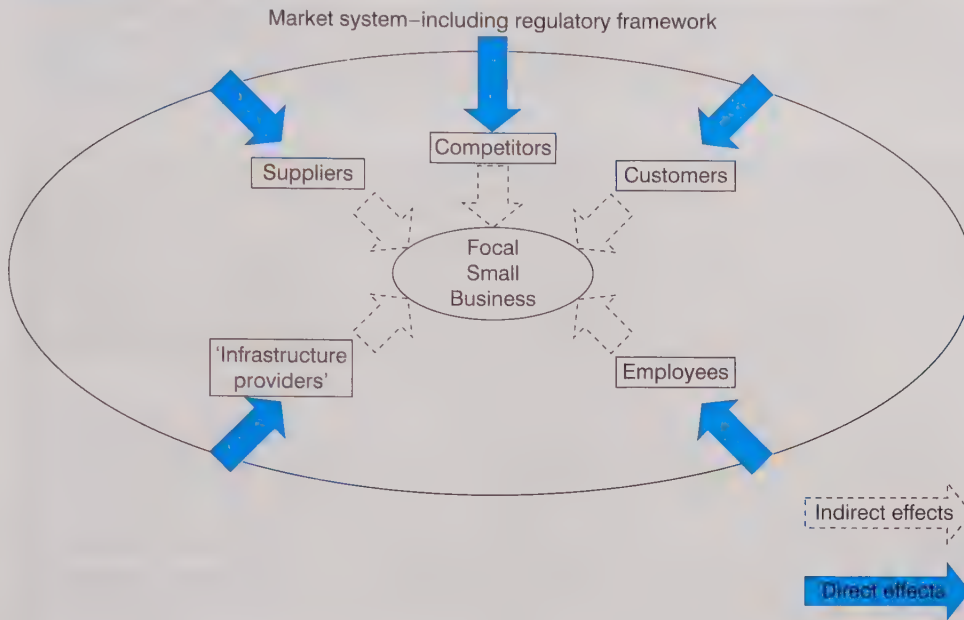 Market system–including regulatory framework
Competitors
Suppliers
Customers
Focal
Small
Business
'Infrastructure
providers'
Employees
Indirect effects
Direct effects